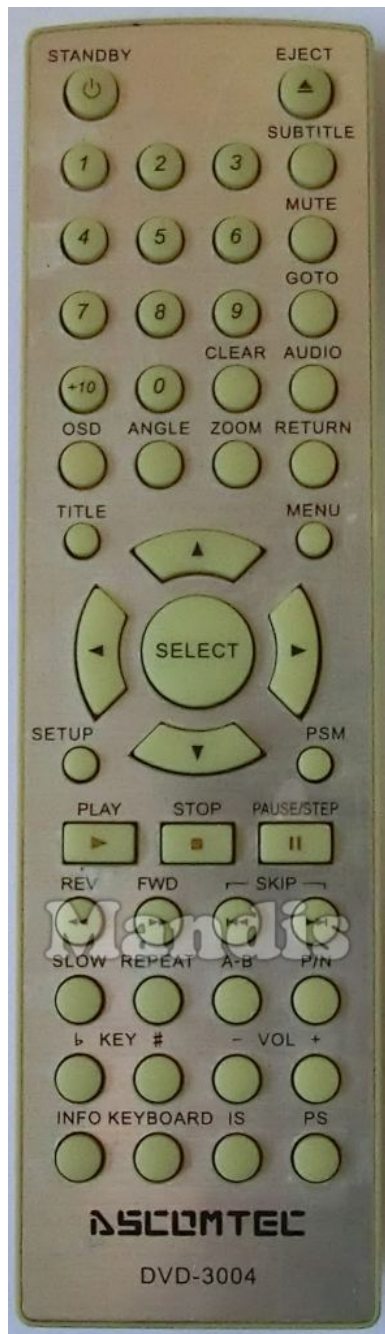 STANDBY EJECT
SUBTITLE
1 2 3
MUTE
4 5 6
GOTO
7 8 9
CLEAR AUDIO
+10 0
OSD ANGLE ZOOM RETURN
TITLE MENU
SELECT
SETUP PSM
PLAY STOP PAUSE/STEP
REV FWD SKIP
Mandis
SLOW REPEAT A-B P/N
♭ KEY ♯ - VOL +
INFO KEYBOARD IS PS
ASCOMTEC
DVD-3004